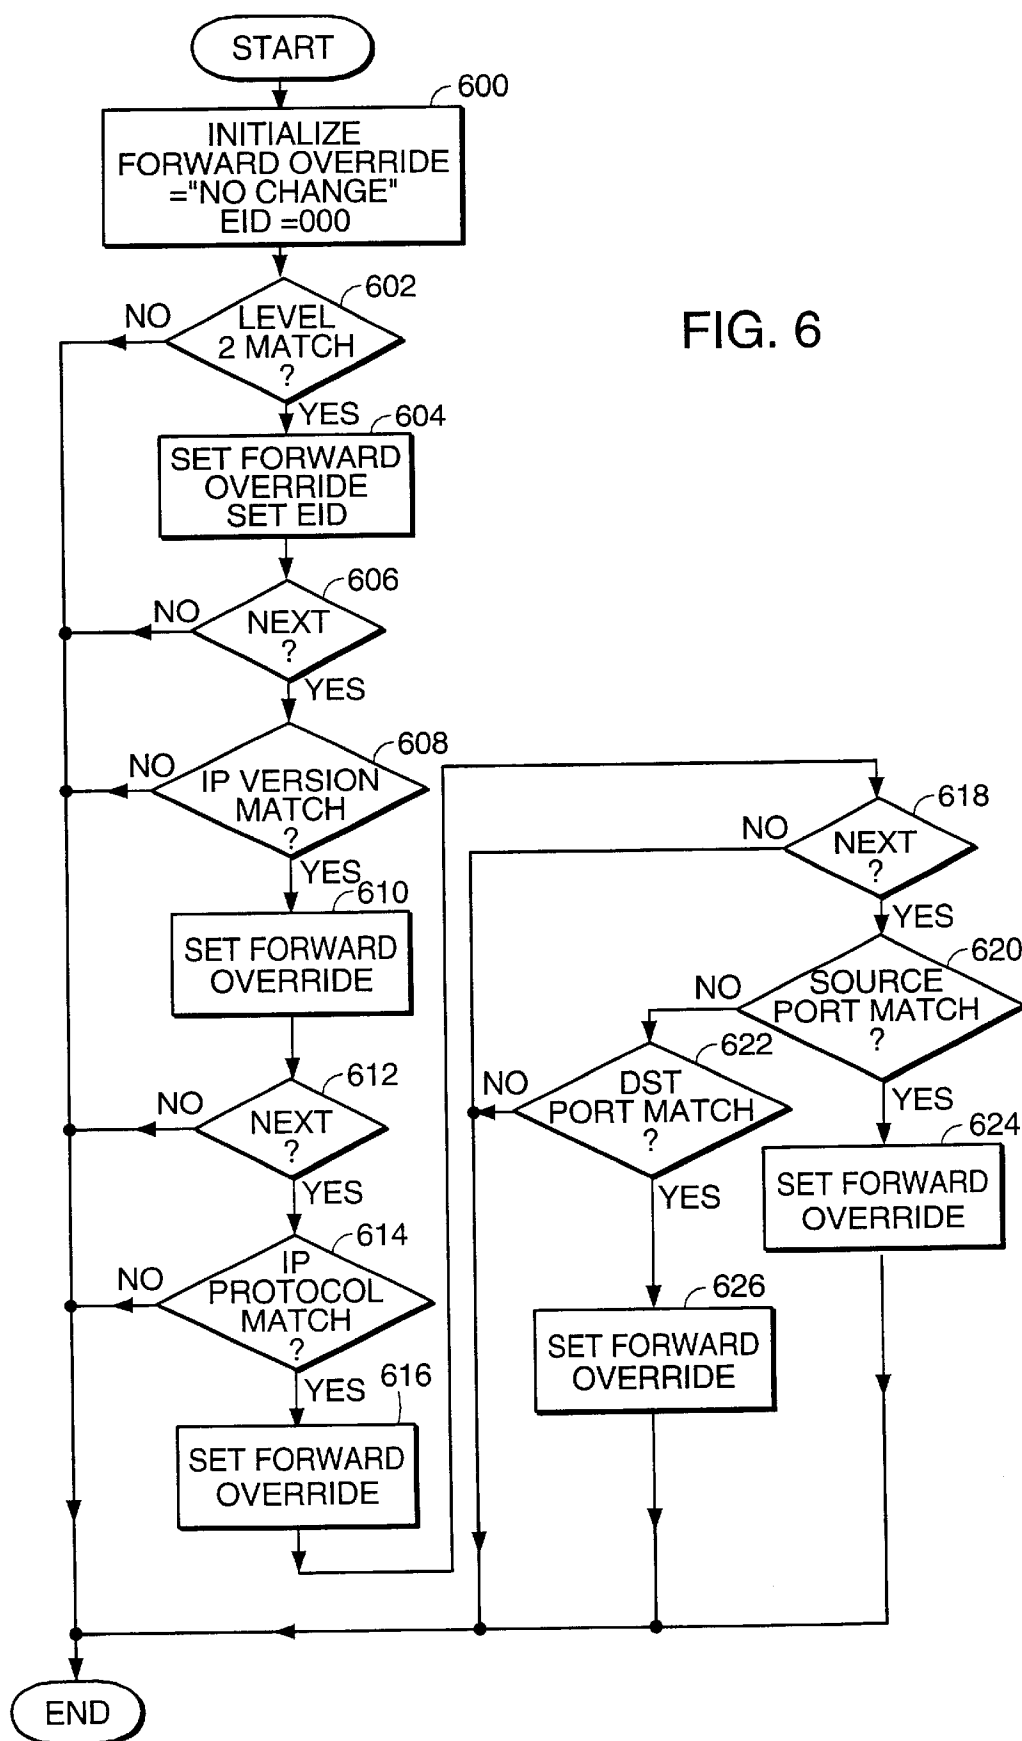 START
600
INITIALIZE
FORWARD OVERRIDE
="NO CHANGE"
EID =000
602
NO
LEVEL
2 MATCH
?
FIG. 6
YES
604
SET FORWARD
OVERRIDE
SET EID
606
NO
NEXT
?
YES
608
NO
IP VERSION
MATCH
?
YES
610
SET FORWARD
OVERRIDE
612
NO
NEXT
?
YES
614
NO
IP
PROTOCOL
MATCH
?
YES
616
SET FORWARD
OVERRIDE
618
NO
NEXT
?
YES
620
NO
SOURCE
PORT MATCH
?
YES
622
NO
DST
PORT MATCH
?
YES
624
SET FORWARD
OVERRIDE
626
SET FORWARD
OVERRIDE
END